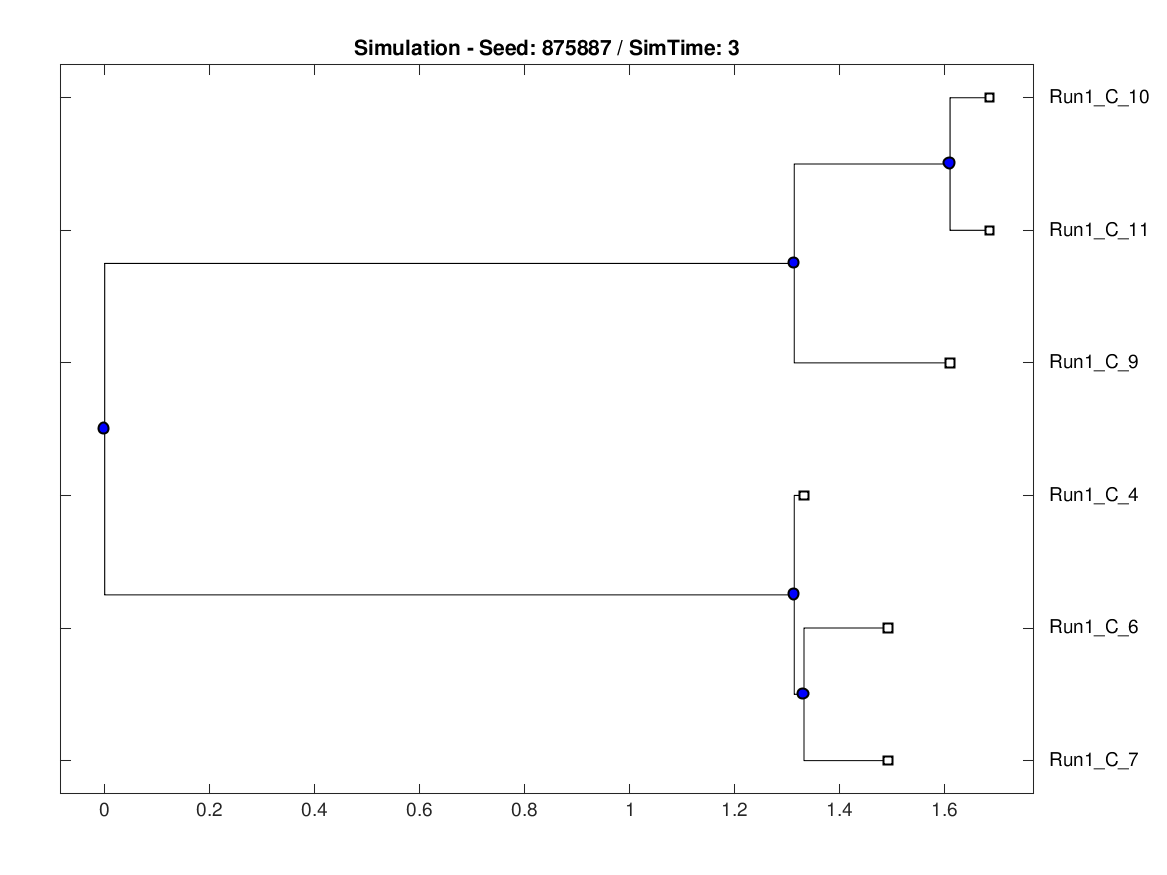 Simulation - Seed: 875887 / SimTime: 3
Run1_C_10
Run1_C_11
Run1_C_9
Run1_C_4
Run1_C_6
Run1_C_7
0 0.2 0.4 0.6 0.8 1 1.2 1.4 1.6